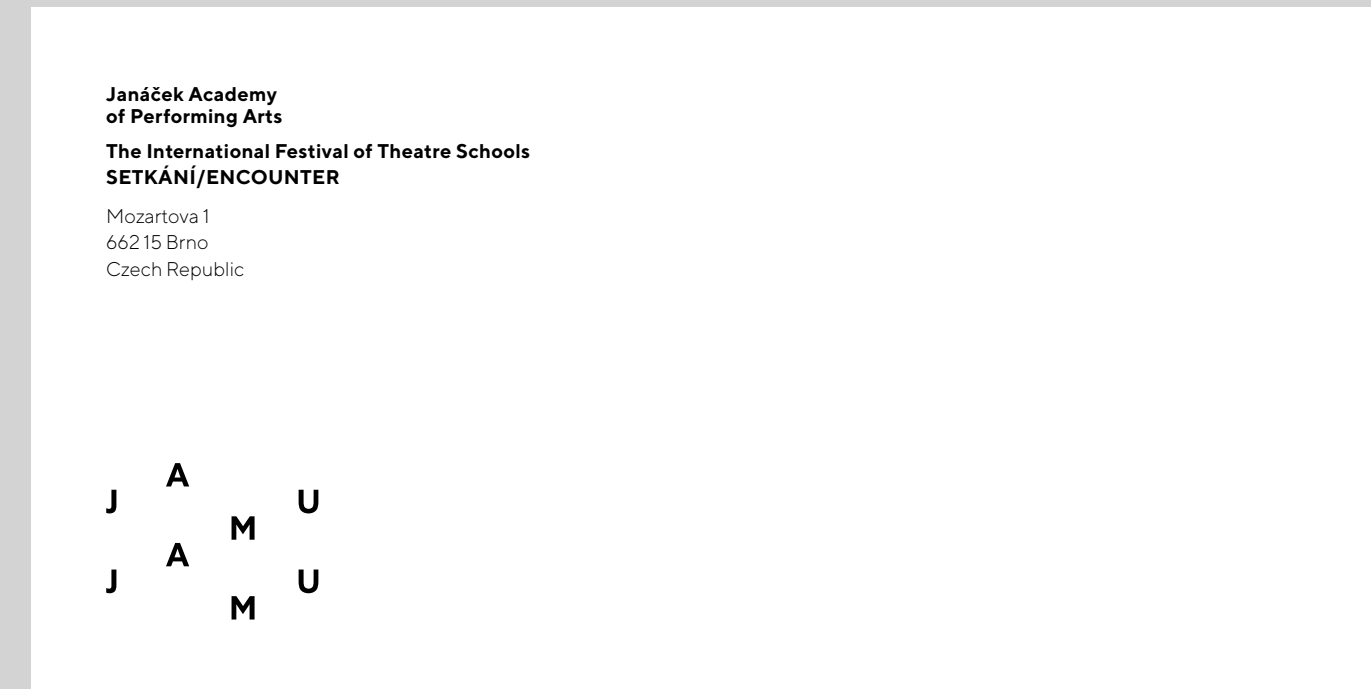 Janáček Academy
of Performing Arts
The International Festival of Theatre Schools
SETKÁNÍ/ENCOUNTER
Mozartova 1
662 15 Brno
Czech Republic
J A M U
J A M U